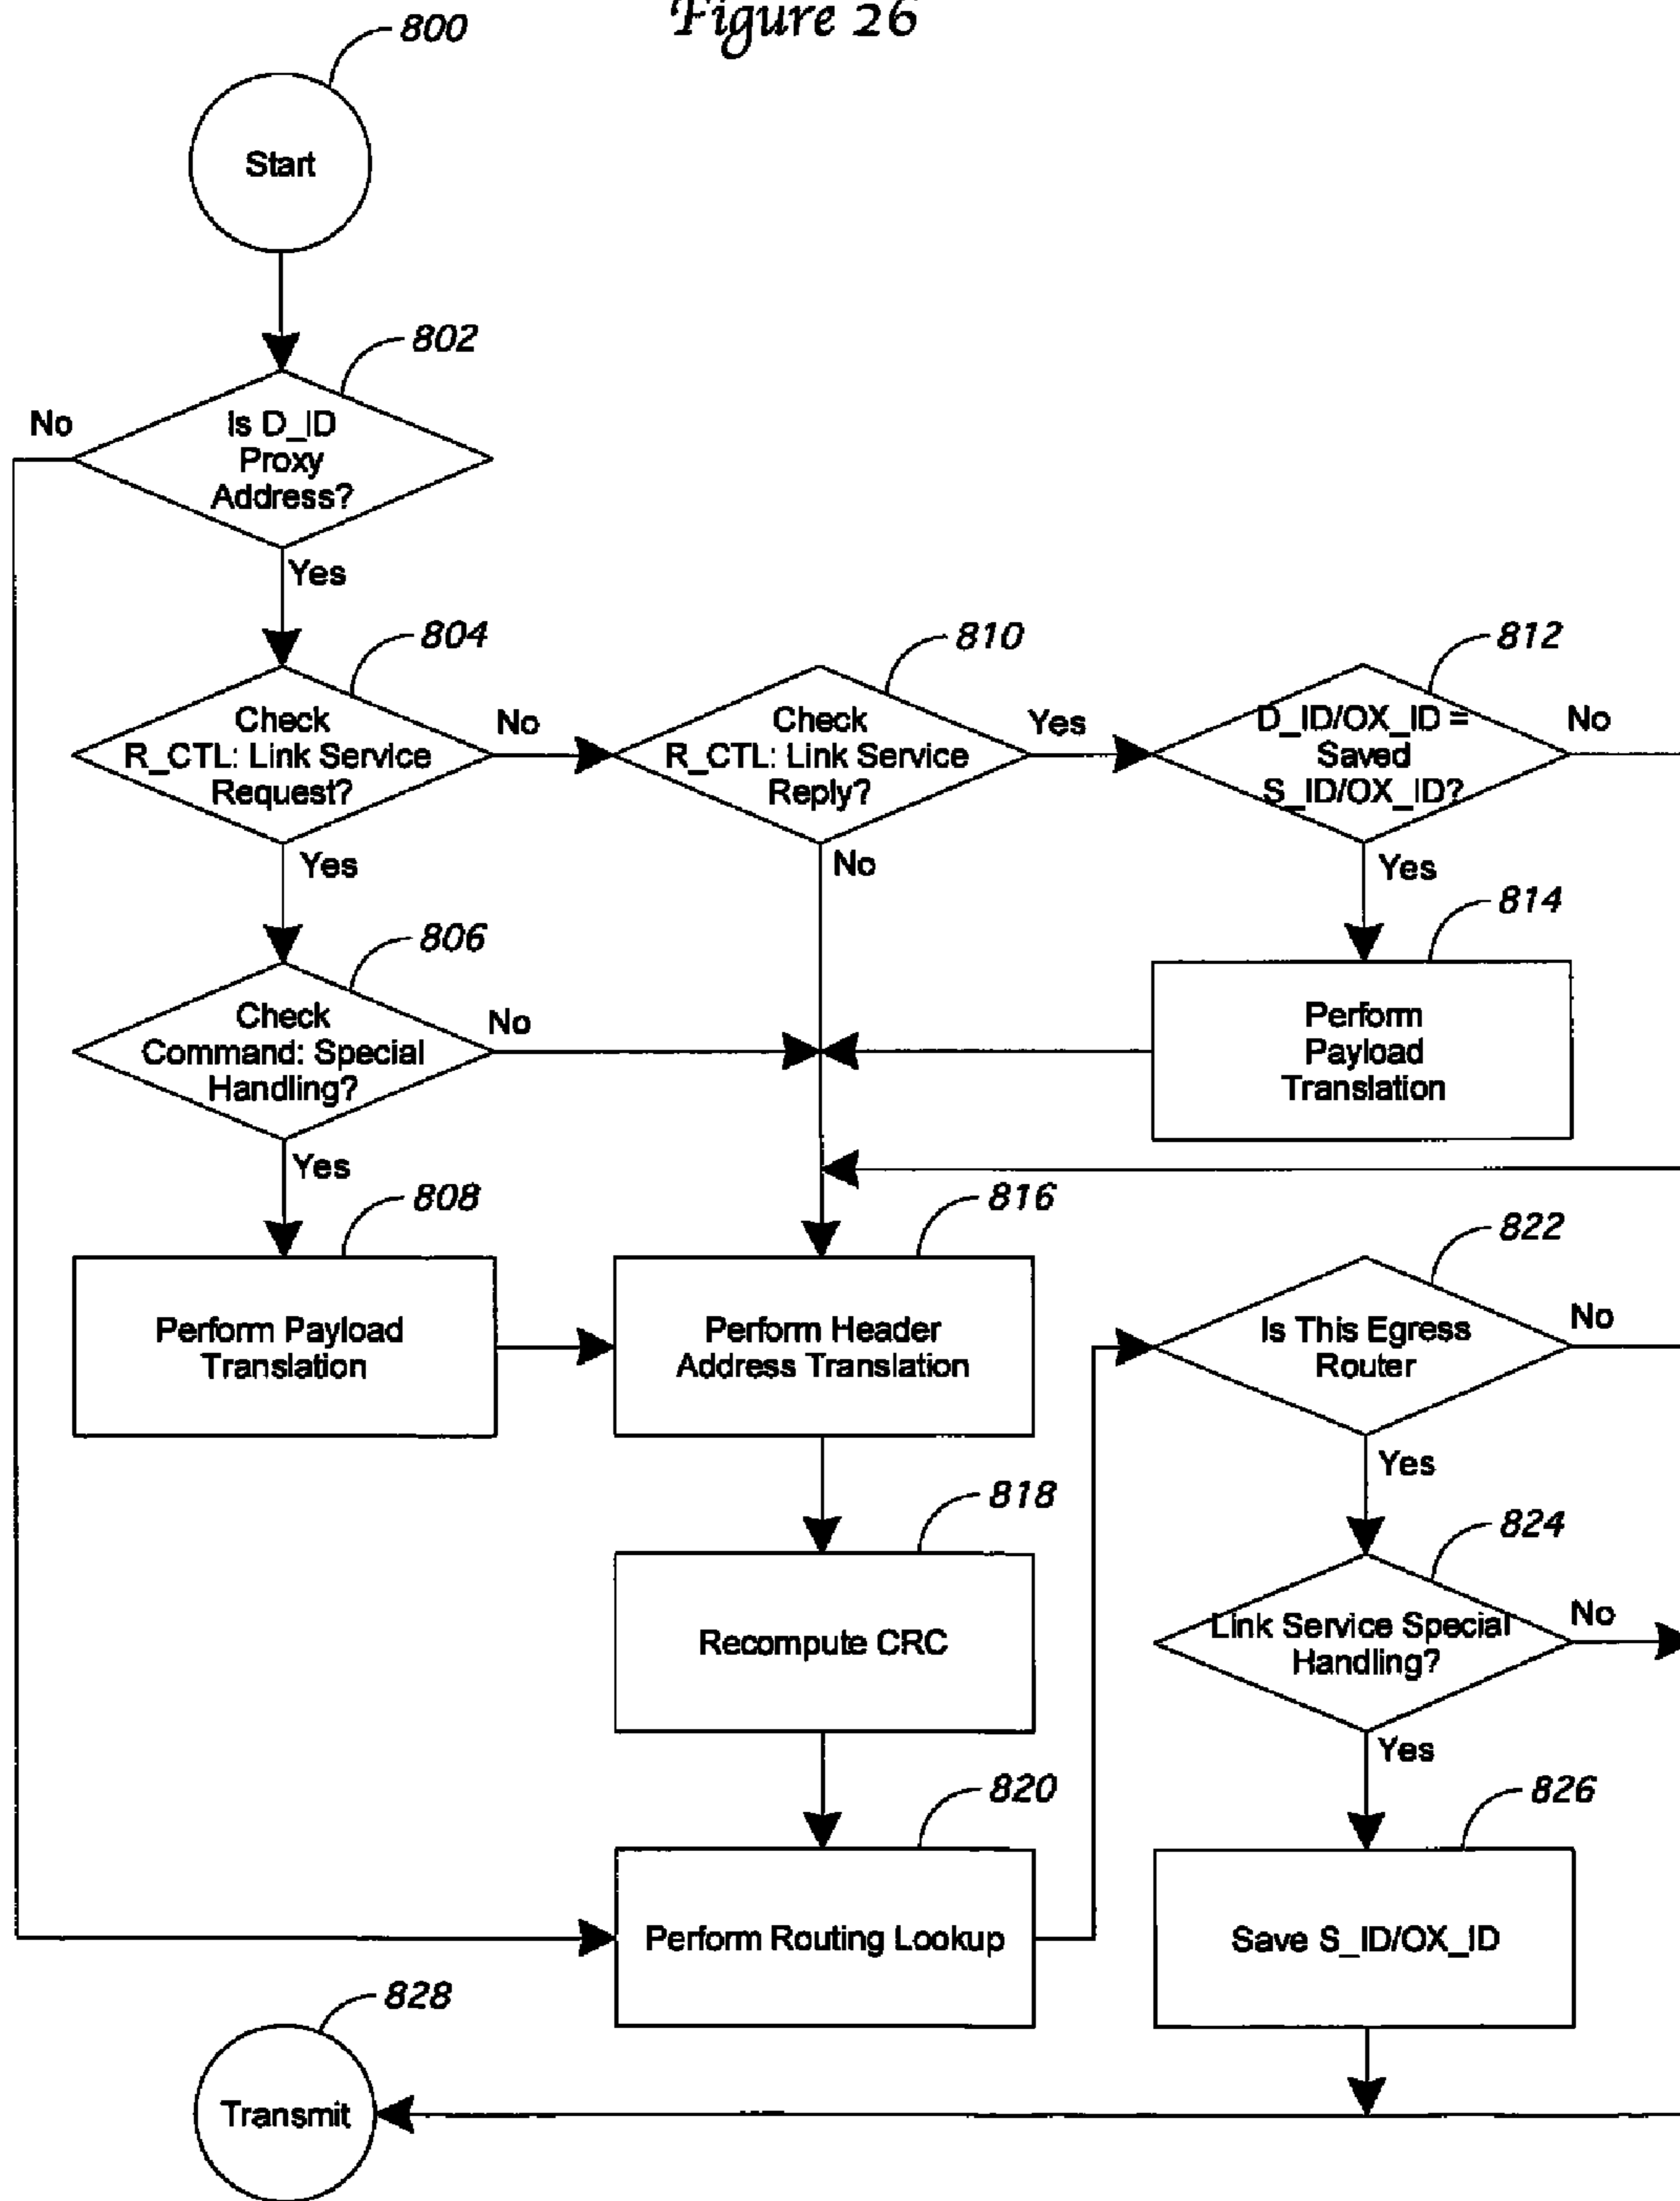 Figure 26
800
Start
802
No
Is D_ID
Proxy
Address?
Yes
804
810
812
Check
R_CTL: Link Service
Request?
No
Check
R_CTL: Link Service
Reply?
Yes
D_ID/OX_ID =
Saved
S_ID/OX_ID?
No
Yes
No
Yes
806
814
Check
Command: Special
Handling?
No
Perform
Payload
Translation
Yes
808
816
822
Perform Payload
Translation
Perform Header
Address Translation
Is This Egress
Router
No
Yes
818
824
Recompute CRC
Link Service Special
Handling?
No
Yes
820
826
Perform Routing Lookup
Save S_ID/OX_ID
828
Transmit